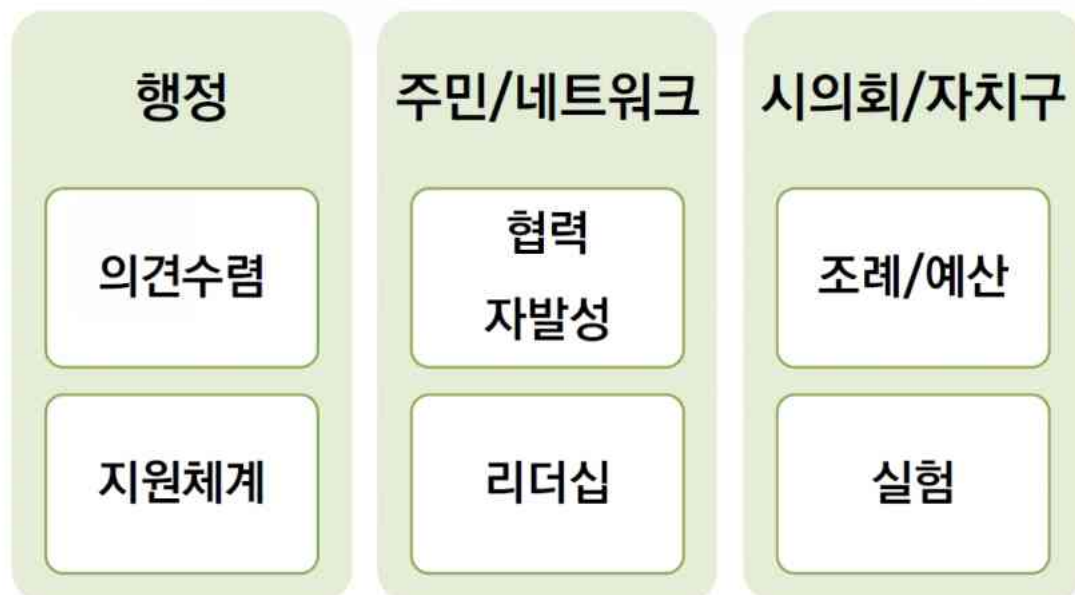 행정
의견수렴
지원체계
주민/네트워크
협력
자발성
리더십
시의회/자치구
조례/예산
실험